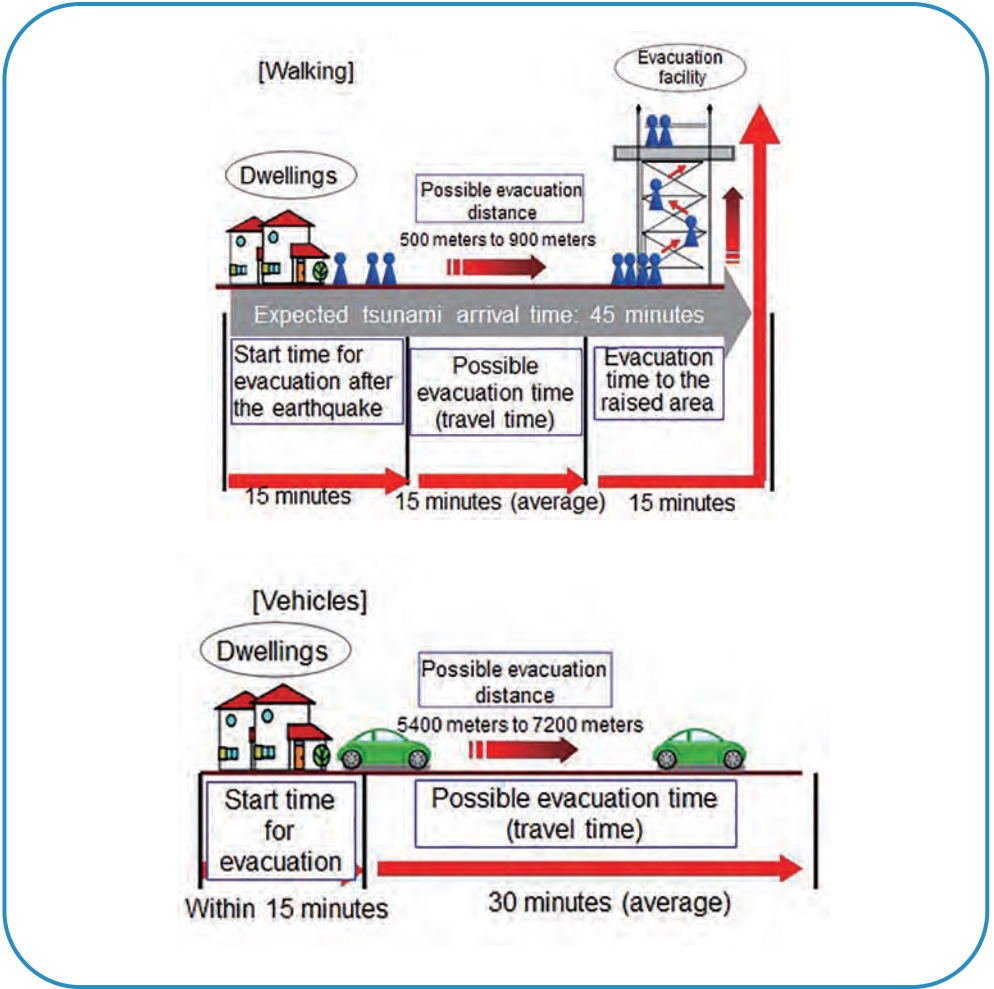 [Walking]
Evacuation
facility
Dwellings
Possible evacuation
distance
500 meters to 900 meters
Expected tsunami arrival time: 45 minutes
Start time for
evacuation after
the earthquake
Possible
evacuation time
(travel time)
Evacuation
time to the
raised area
15 minutes
15 minutes (average)
15 minutes
[Vehicles]
Dwellings
Possible evacuation
distance
5400 meters to 7200 meters
Start time
for
evacuation
Possible evacuation time
(travel time)
Within 15 minutes
30 minutes (average)